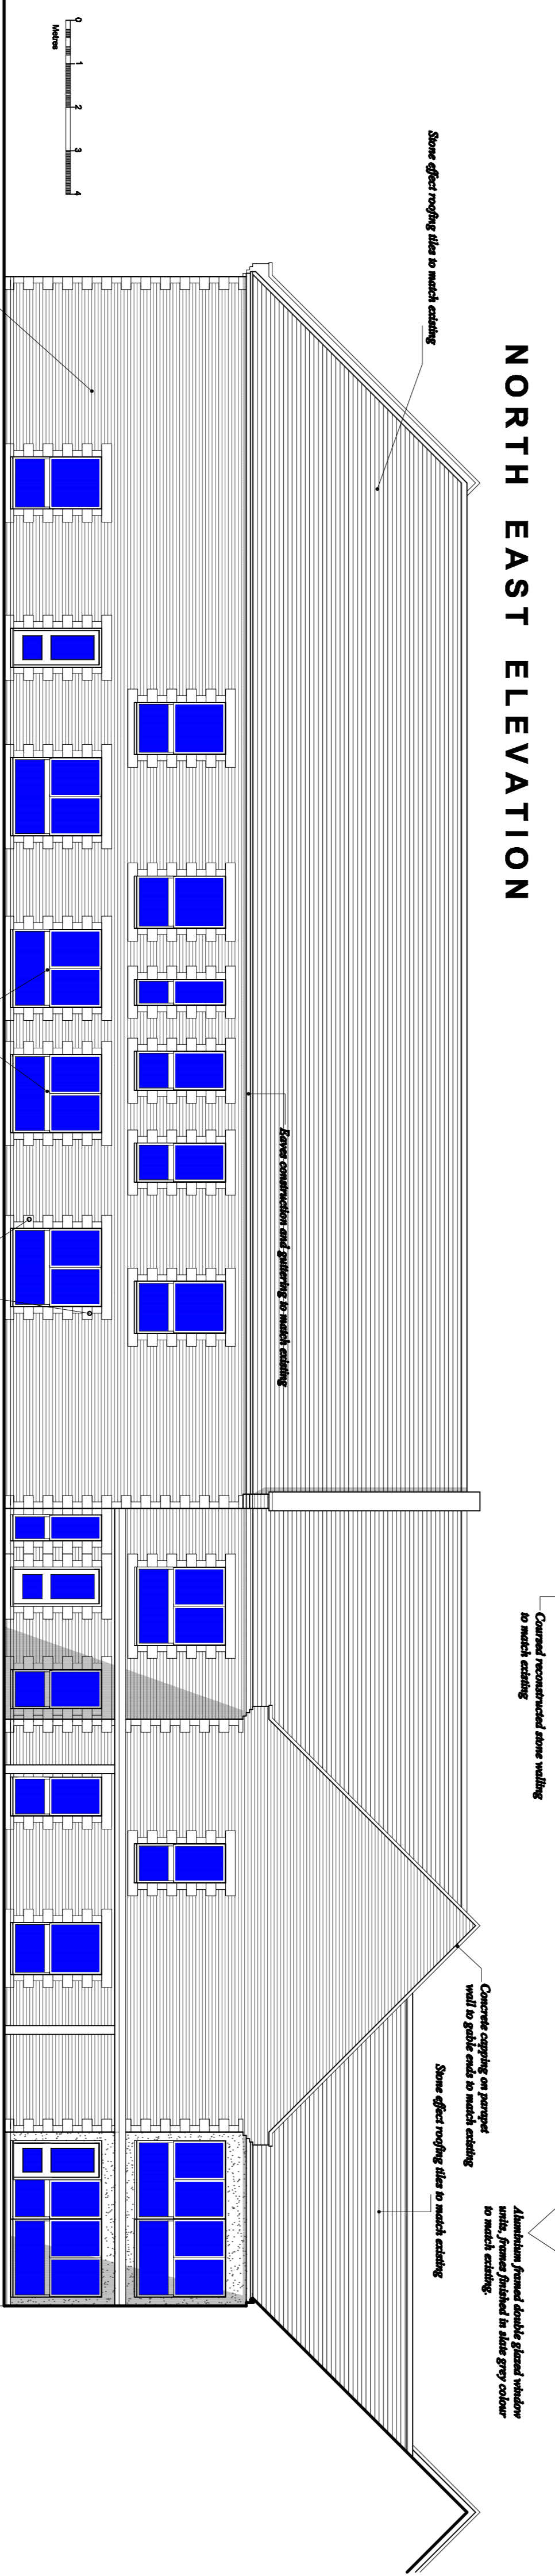 NORTH EAST ELEVATION
Stone effect roofing tiles to match existing
Eaves construction and guttering to match existing
Coursed reconstructed stone walling
to match existing
Concrete capping on parapet
wall to gable ends to match existing
Stone effect roofing tiles to match existing
Aluminium framed double glazed window
units, frames finished in slate grey colour
to match existing.
0 1 2 3 4
Metres